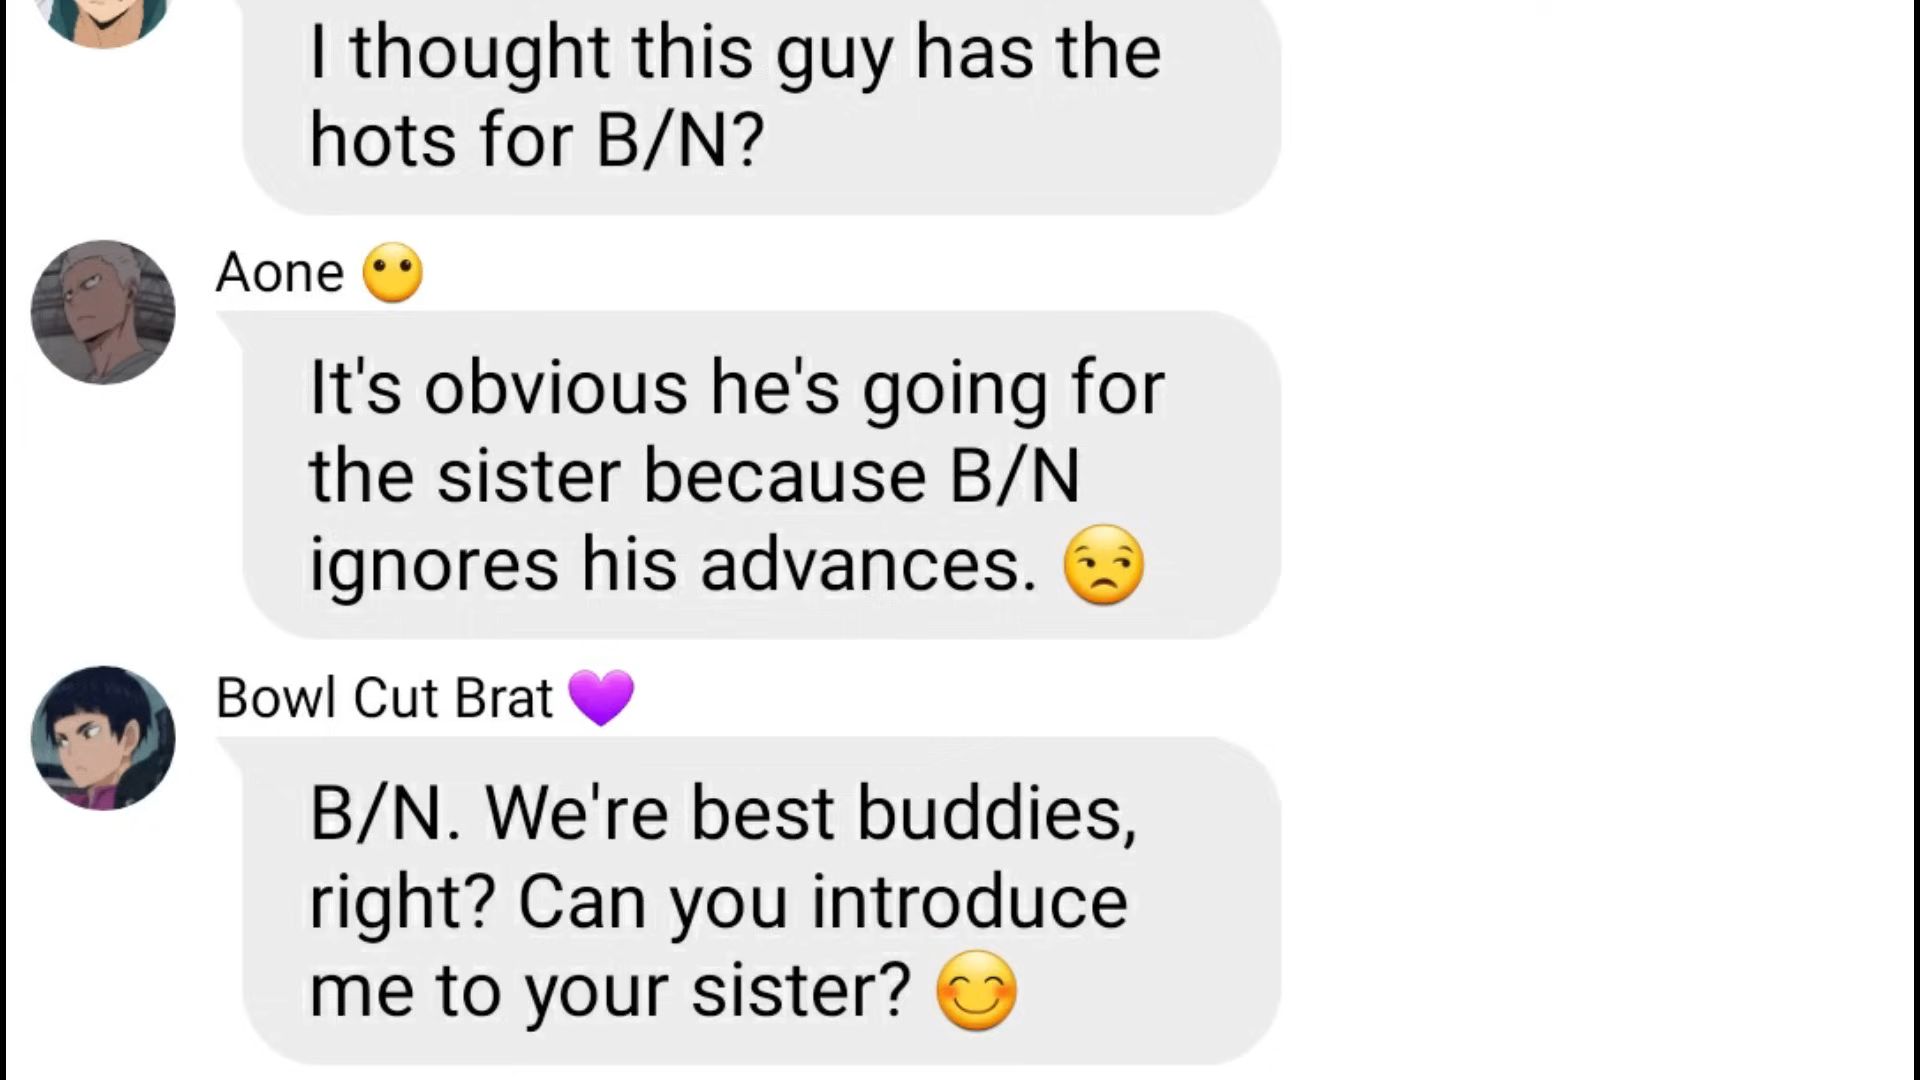 I thought this guy has the
hots for B/N?
Aone 😶
It's obvious he's going for
the sister because B/N
ignores his advances. 😒
Bowl Cut Brat 💜
B/N. We're best buddies,
right? Can you introduce
me to your sister? 😊